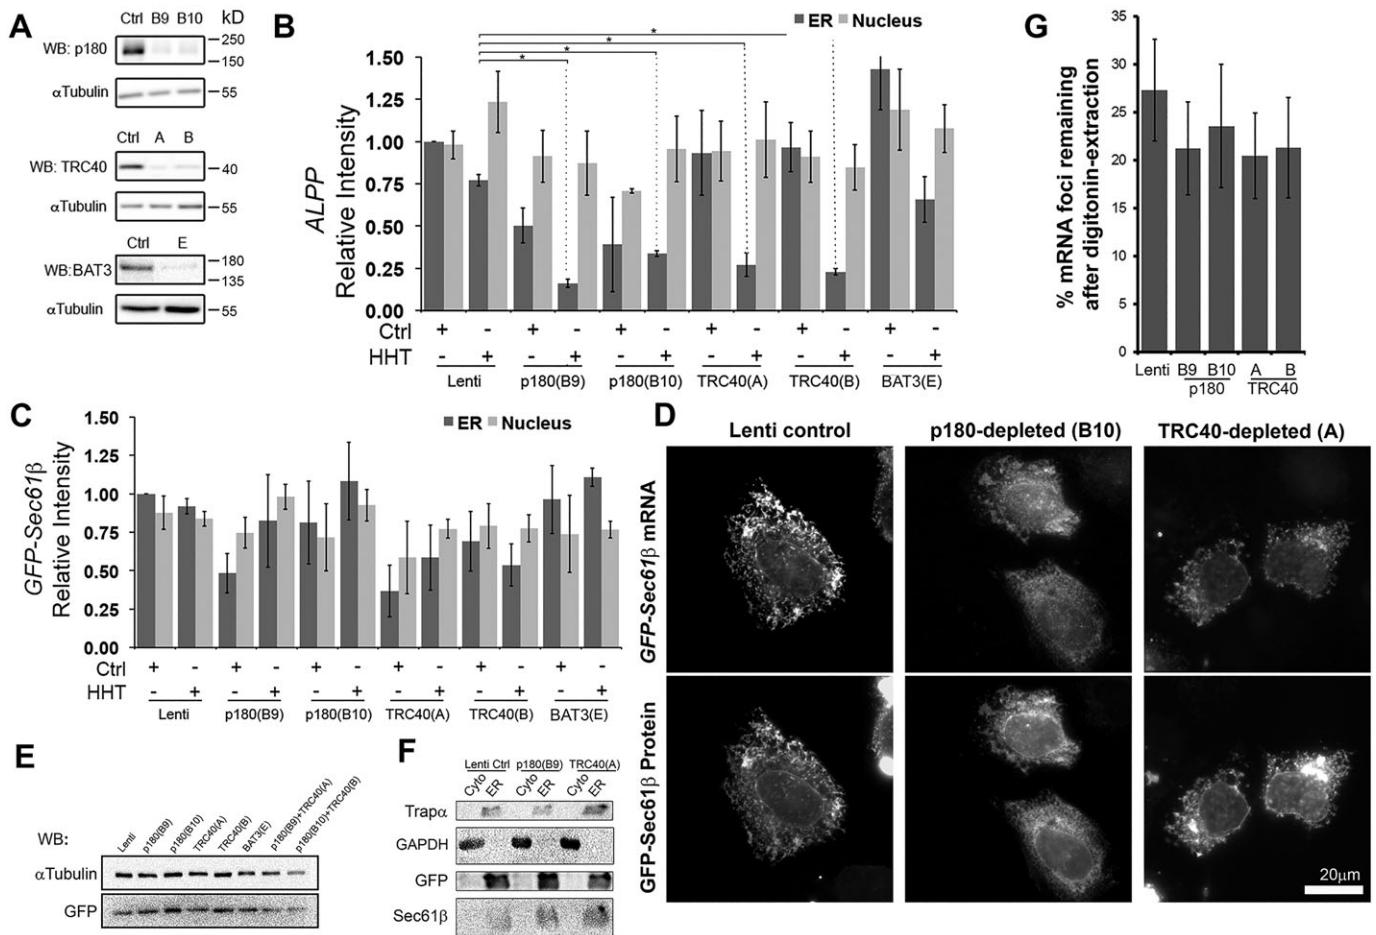 A
Ctrl B9 B10 kD
WB: p180
250
150
αTubulin
55
Ctrl A B
WB: TRC40
40
αTubulin
55
Ctrl E
WB:BAT3
180
135
αTubulin
55
B
ER Nucleus
* * * *
ALPP
Relative Intensity
1.50
1.25
1.00
0.75
0.50
0.25
0.00
Ctrl + - + - + - + - + - + -
HHT - + - + - + - + - + - +
Lenti p180(B9) p180(B10) TRC40(A) TRC40(B) BAT3(E)
G
% mRNA foci remaining
after digitonin-extraction
35
30
25
20
15
10
5
0
Lenti B9 B10 A B
p180 TRC40
C
ER Nucleus
GFP-Sec61β
Relative Intensity
1.50
1.25
1.00
0.75
0.50
0.25
0.00
Ctrl + - + - + - + - + - + -
HHT - + - + - + - + - + - +
Lenti p180(B9) p180(B10) TRC40(A) TRC40(B) BAT3(E)
D
Lenti control p180-depleted (B10) TRC40-depleted (A)
GFP-Sec61β mRNA
GFP-Sec61β Protein
20μm
E
WB:
Lenti
p180(B9)
p180(B10)
TRC40(A)
TRC40(B)
BAT3(E)
p180(B9)+TRC40(A)
p180(B10)+TRC40(B)
αTubulin
GFP
F
Lenti Ctrl p180(B9) TRC40(A)
Cyto ER Cyto ER Cyto ER
Trapα
GAPDH
GFP
Sec61β